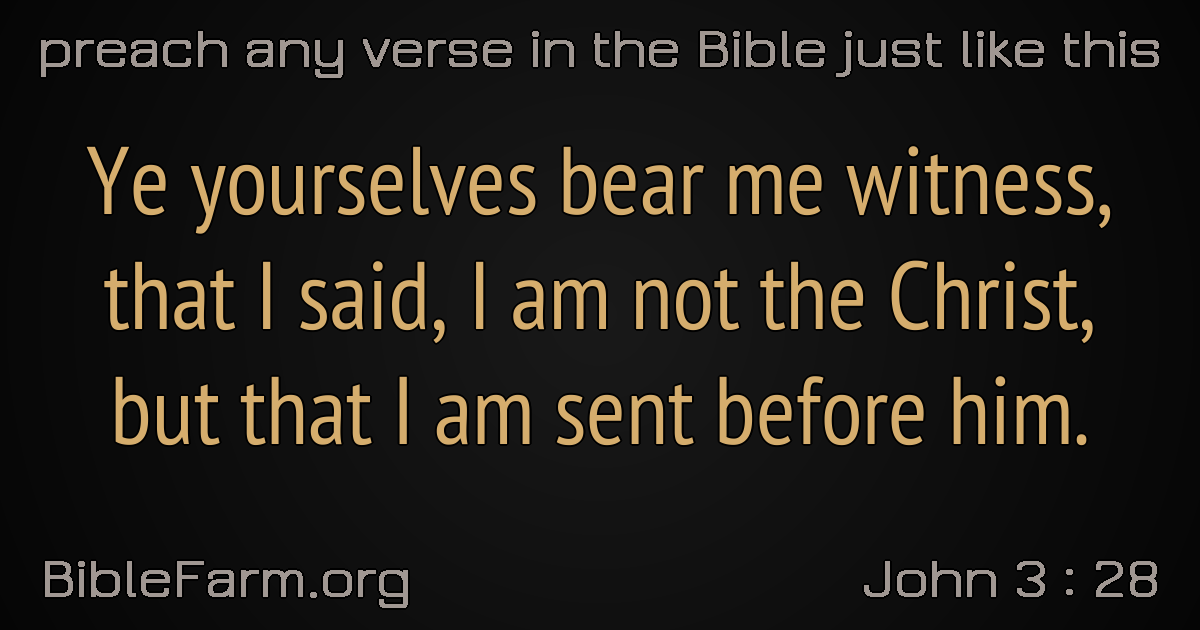 preach any verse in the Bible just like this
Ye yourselves bear me witness,
that I said, I am not the Christ,
but that I am sent before him.
BibleFarm.org
John 3 : 28